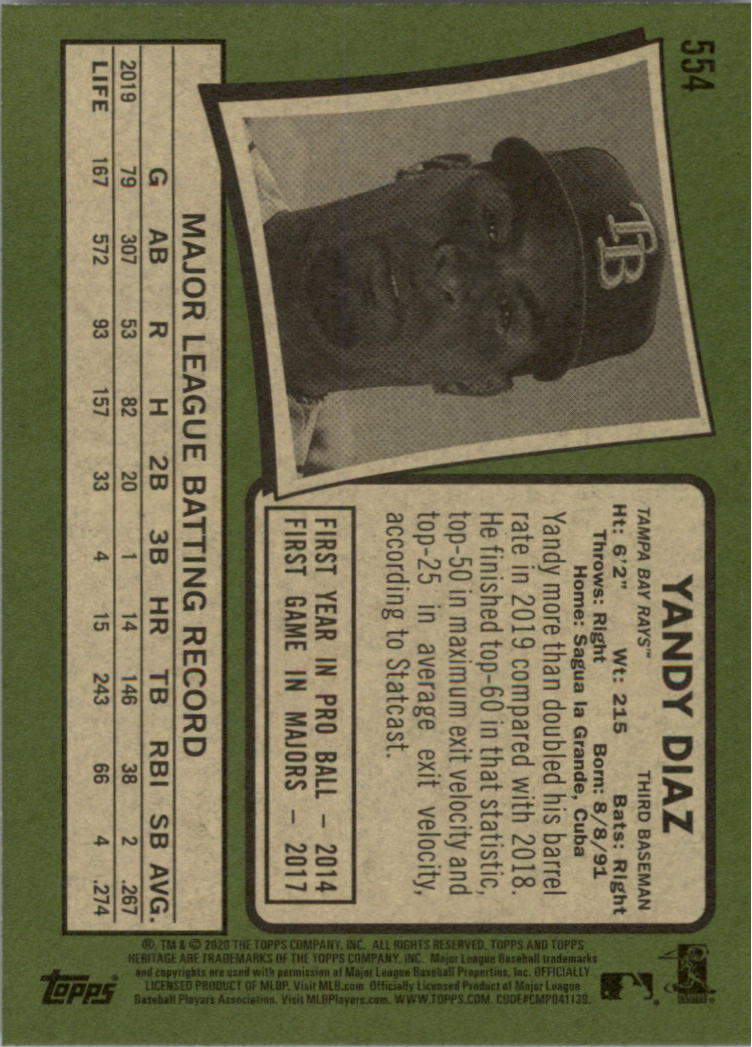 554
TB
YANDY DIAZ
TAMPA BAY RAYS™ THIRD BASEMAN
Ht: 6'2" Wt: 215 Bats: Right
Throws: Right Born: 8/8/91
Home: Sagua la Grande, Cuba
Yandy more than doubled his barrel
rate in 2019 compared with 2018.
He finished top-60 in that statistic,
top-50 in maximum exit velocity and
top-25 in average exit velocity,
according to Statcast.
FIRST YEAR IN PRO BALL – 2014
FIRST GAME IN MAJORS – 2017
MAJOR LEAGUE BATTING RECORD
G AB R H 2B 3B HR TB RBI SB AVG.
2019 79 307 53 82 20 1 14 146 38 2 .267
LIFE 167 572 93 157 33 4 15 243 66 4 .274
®, TM & © 2020 THE TOPPS COMPANY, INC. ALL RIGHTS RESERVED. TOPPS AND TOPPS
HERITAGE ARE TRADEMARKS OF THE TOPPS COMPANY, INC. Major League Baseball trademarks
and copyrights are used with permission of Major League Baseball Properties, Inc. OFFICIALLY
LICENSED PRODUCT OF MLBP. Visit MLB.com Officially Licensed Product of Major League
Baseball Players Association. Visit MLBPlayers.com. WWW.TOPPS.COM. CODE#CMP041139.
topps®